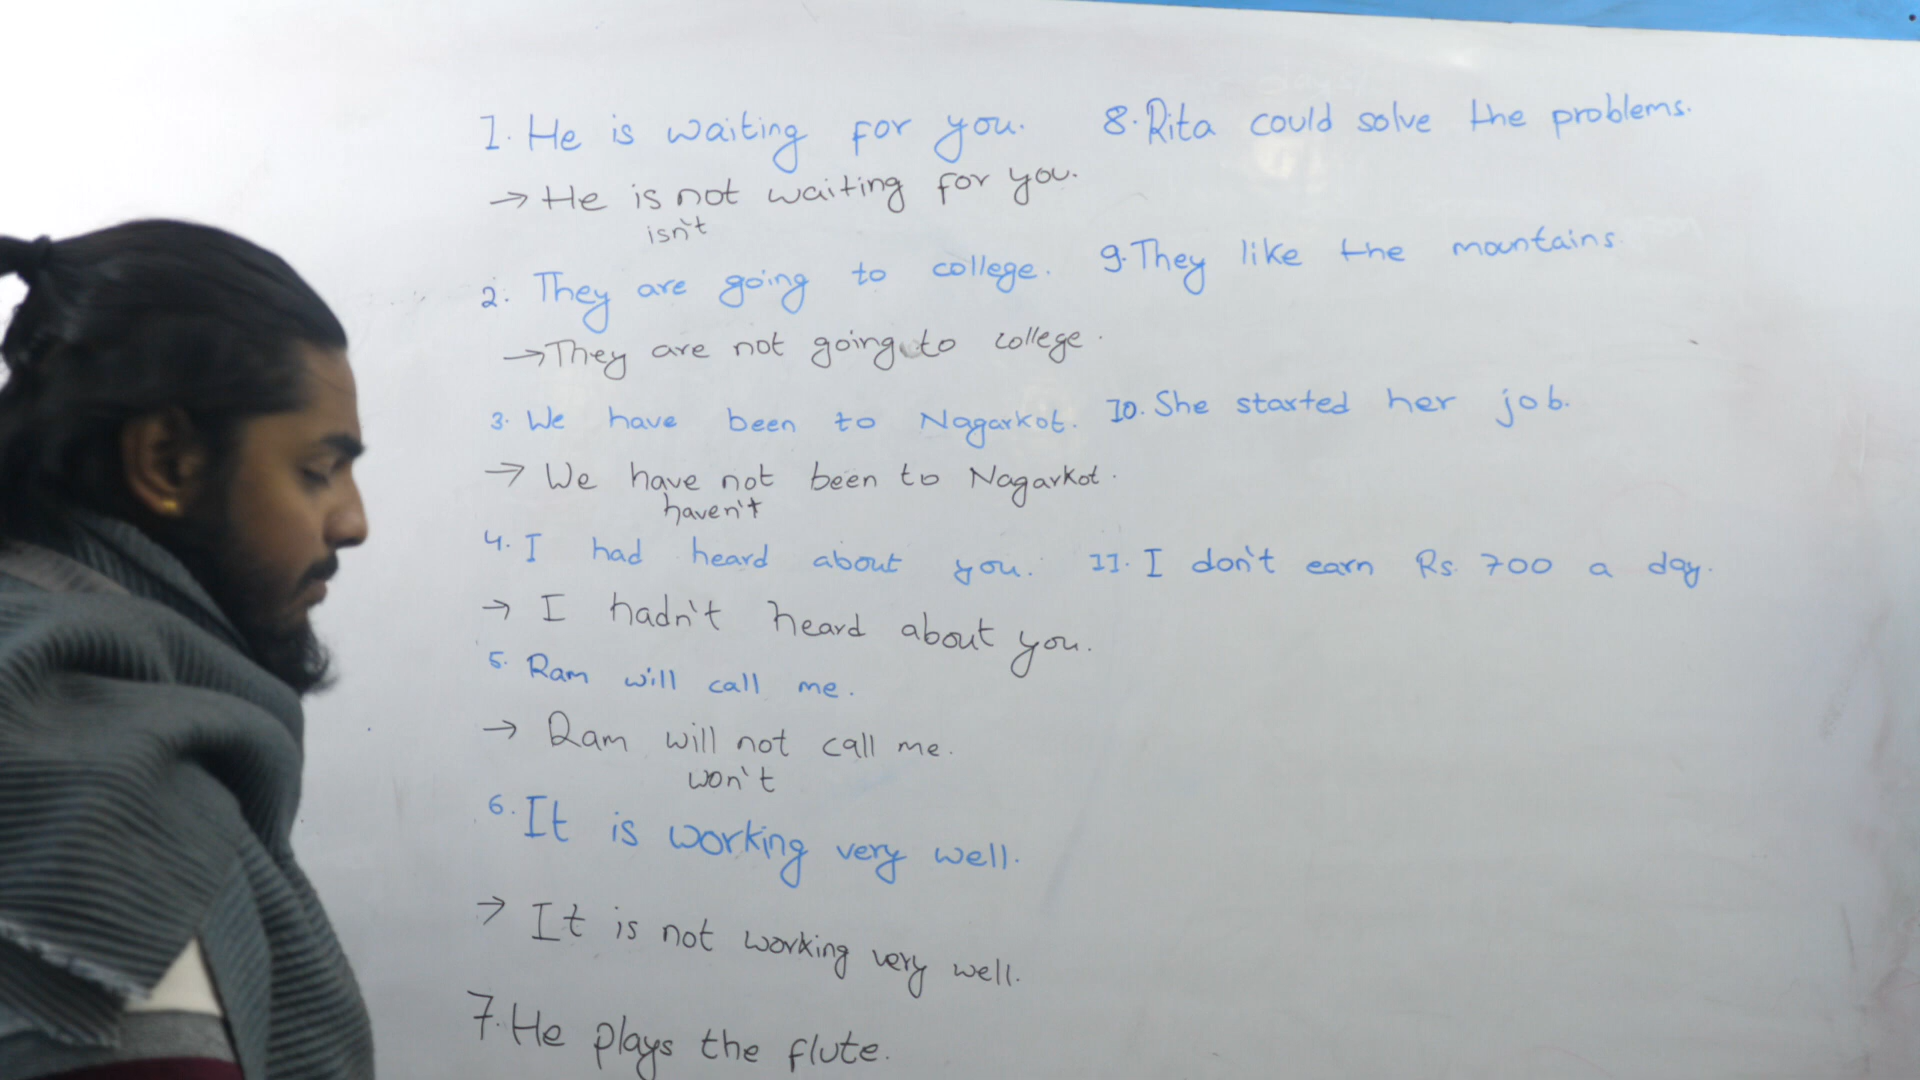 1. He is waiting for you.
→ He is not waiting for you.
isn't
2. They are going to college.
→ They are not going to college.
3. We have been to Nagarkot.
→ We have not been to Nagarkot.
haven't
4. I had heard about you.
→ I hadn't heard about you.
5. Ram will call me.
→ Ram will not call me.
won't
6. It is working very well.
→ It is not working very well.
7. He plays the flute.
8. Rita could solve the problems.
9. They like the mountains.
10. She started her job.
11. I don't earn Rs. 700 a day.